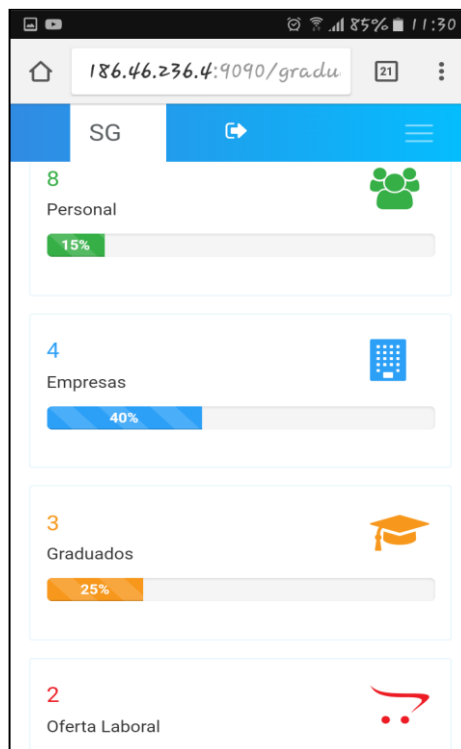 85% 11:30
186.46.236.4:9090/gradu
21
SG
8
Personal
15%
4
Empresas
40%
3
Graduados
25%
2
Oferta Laboral